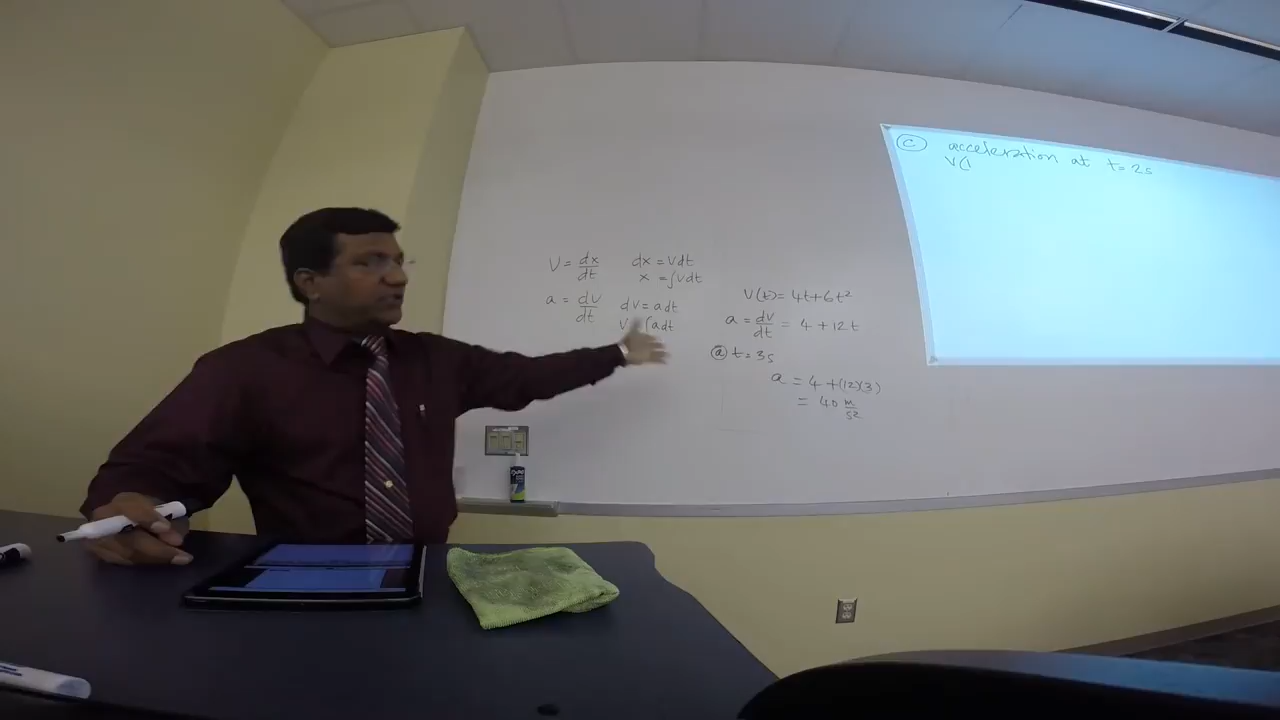 V = dx/dt
dx = Vdt
x = ∫Vdt
a = dV/dt
dV = adt
V ∫adt
V(t) = 4t+6t²
a = dV/dt = 4 + 12t
ⓐ t = 3s
a = 4 + (12)(3)
= 40 m/s²
Ⓒ acceleration at t = 2s
V(